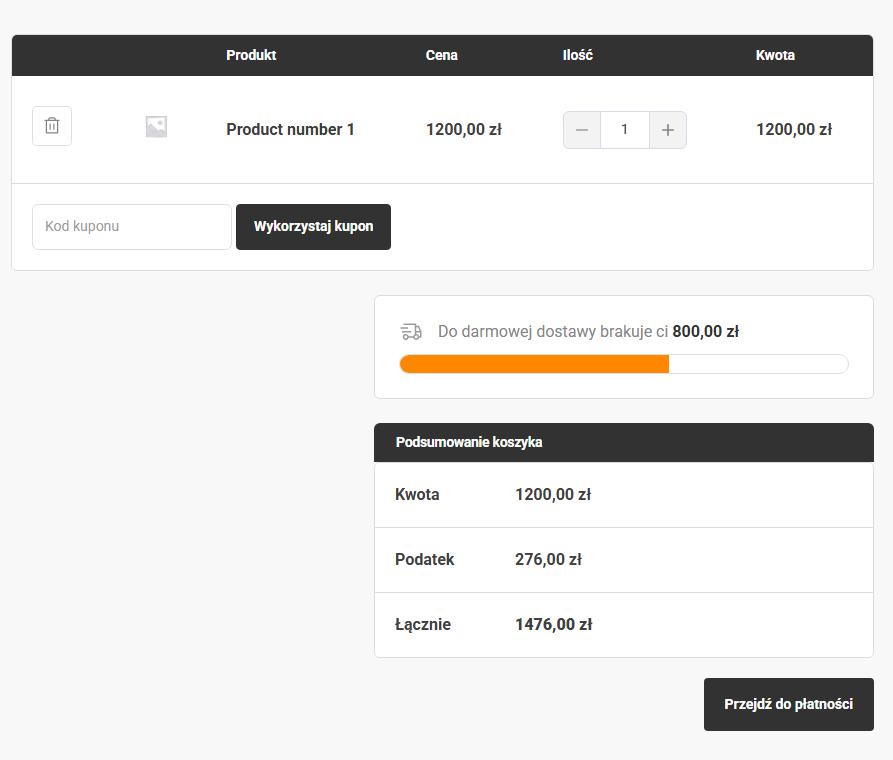 Produkt Cena Ilość Kwota
Product number 1 1200,00 zł 1 1200,00 zł
Kod kuponu Wykorzystaj kupon
Do darmowej dostawy brakuje ci 800,00 zł
Podsumowanie koszyka
Kwota 1200,00 zł
Podatek 276,00 zł
Łącznie 1476,00 zł
Przejdź do płatności